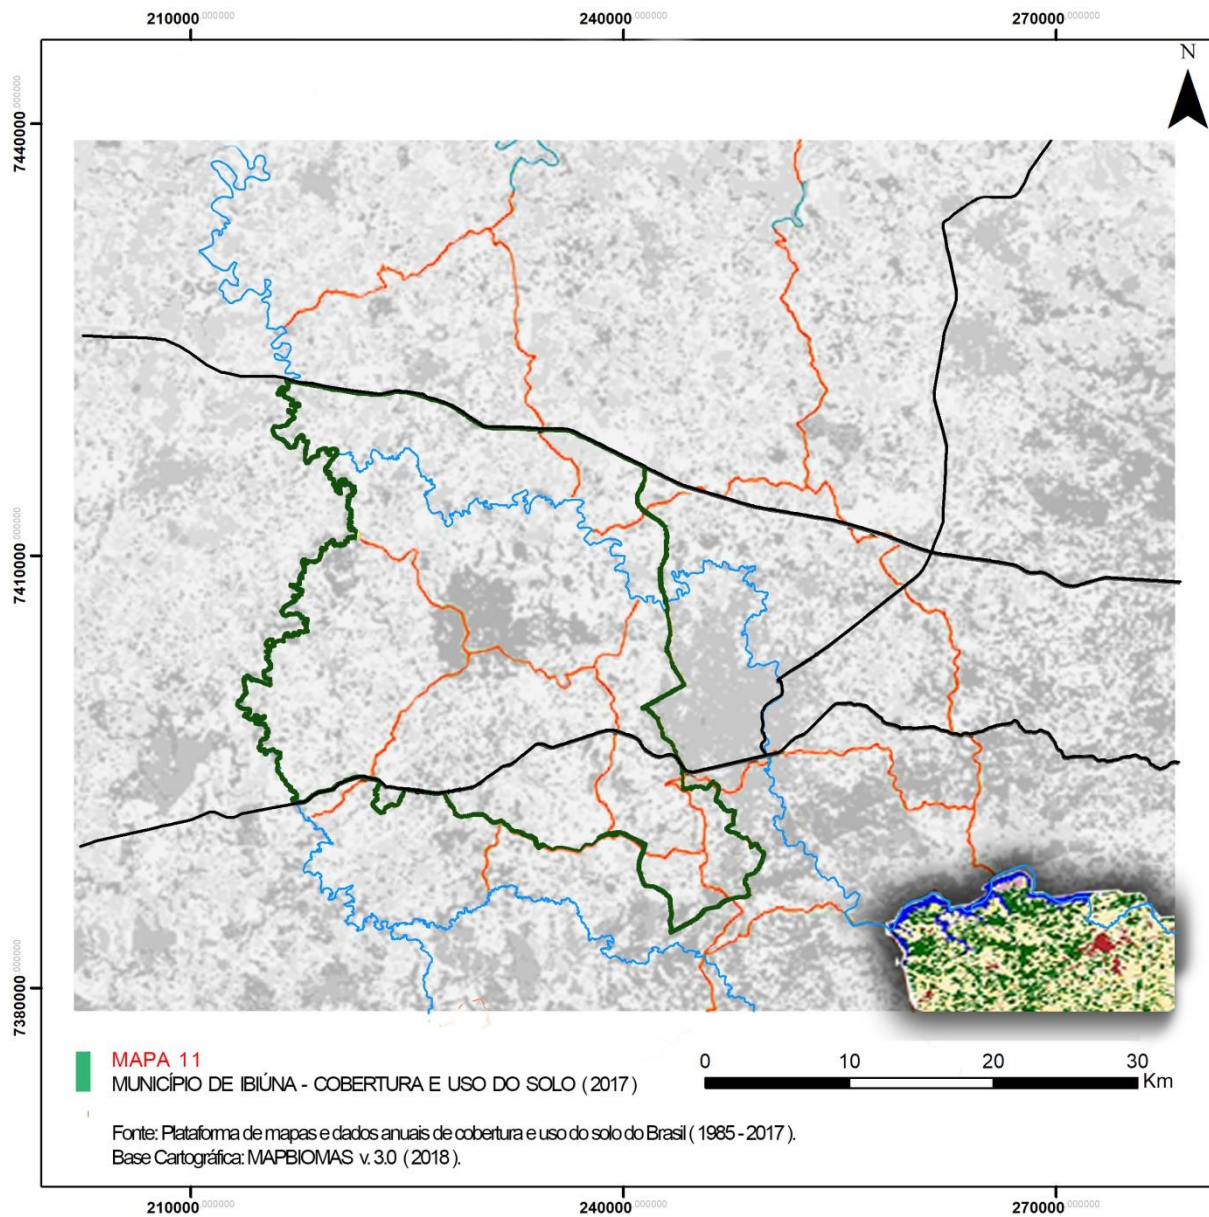 210000.000000 240000.000000 270000.000000
N
7440000.000000
7410000.000000
7380000.000000
MAPA 11
MUNICÍPIO DE IBIÚNA - COBERTURA E USO DO SOLO ( 2017 )
0 10 20 30
Km
Fonte: Plataforma de mapas e dados anuais de cobertura e uso do solo do Brasil ( 1985 - 2017 ).
Base Cartográfica: MAPBIOMAS v. 3.0 ( 2018 ).
210000.000000 240000.000000 270000.000000